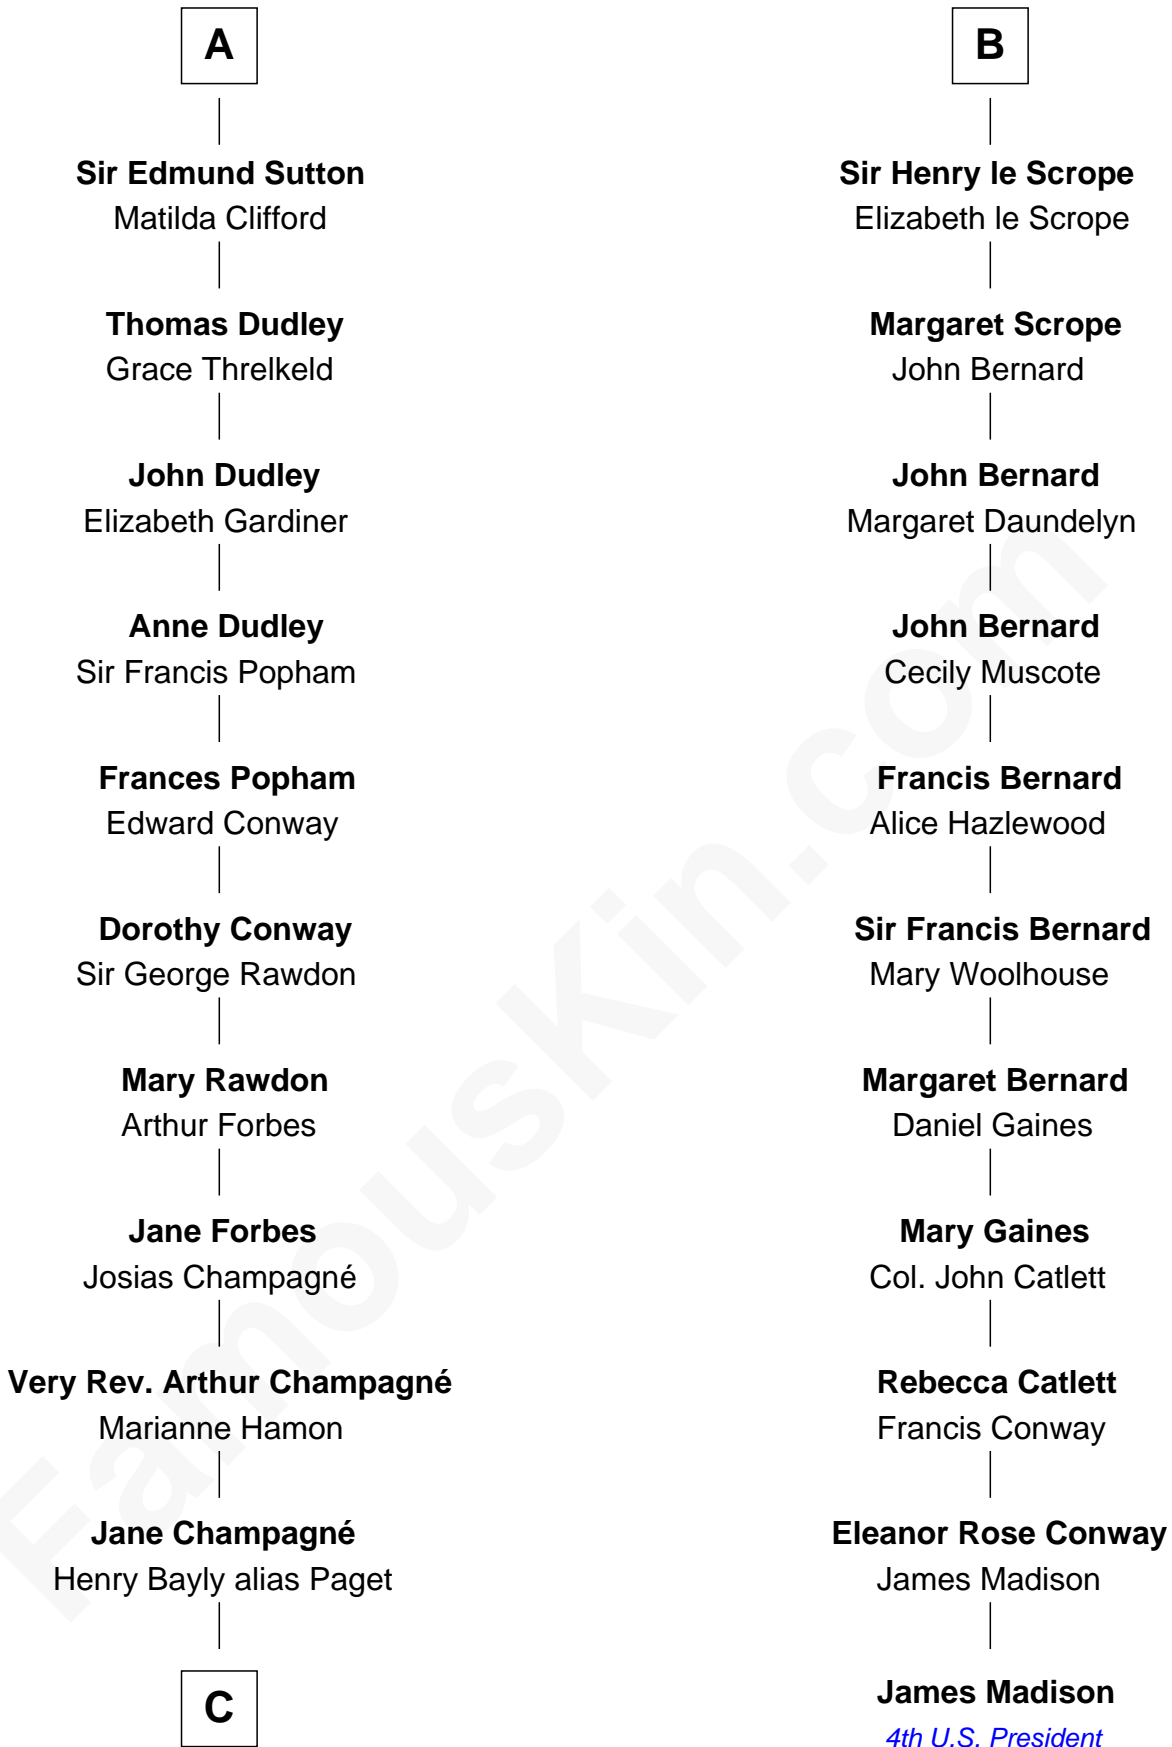 A
Sir Edmund Sutton
Matilda Clifford
Thomas Dudley
Grace Threlkeld
John Dudley
Elizabeth Gardiner
Anne Dudley
Sir Francis Popham
Frances Popham
Edward Conway
Dorothy Conway
Sir George Rawdon
Mary Rawdon
Arthur Forbes
Jane Forbes
Josias Champagné
Very Rev. Arthur Champagné
Marianne Hamon
Jane Champagné
Henry Bayly alias Paget
C
B
Sir Henry le Scrope
Elizabeth le Scrope
Margaret Scrope
John Bernard
John Bernard
Margaret Daundelyn
John Bernard
Cecily Muscote
Francis Bernard
Alice Hazlewood
Sir Francis Bernard
Mary Woolhouse
Margaret Bernard
Daniel Gaines
Mary Gaines
Col. John Catlett
Rebecca Catlett
Francis Conway
Eleanor Rose Conway
James Madison
James Madison
4th U.S. President
FamousKin.com